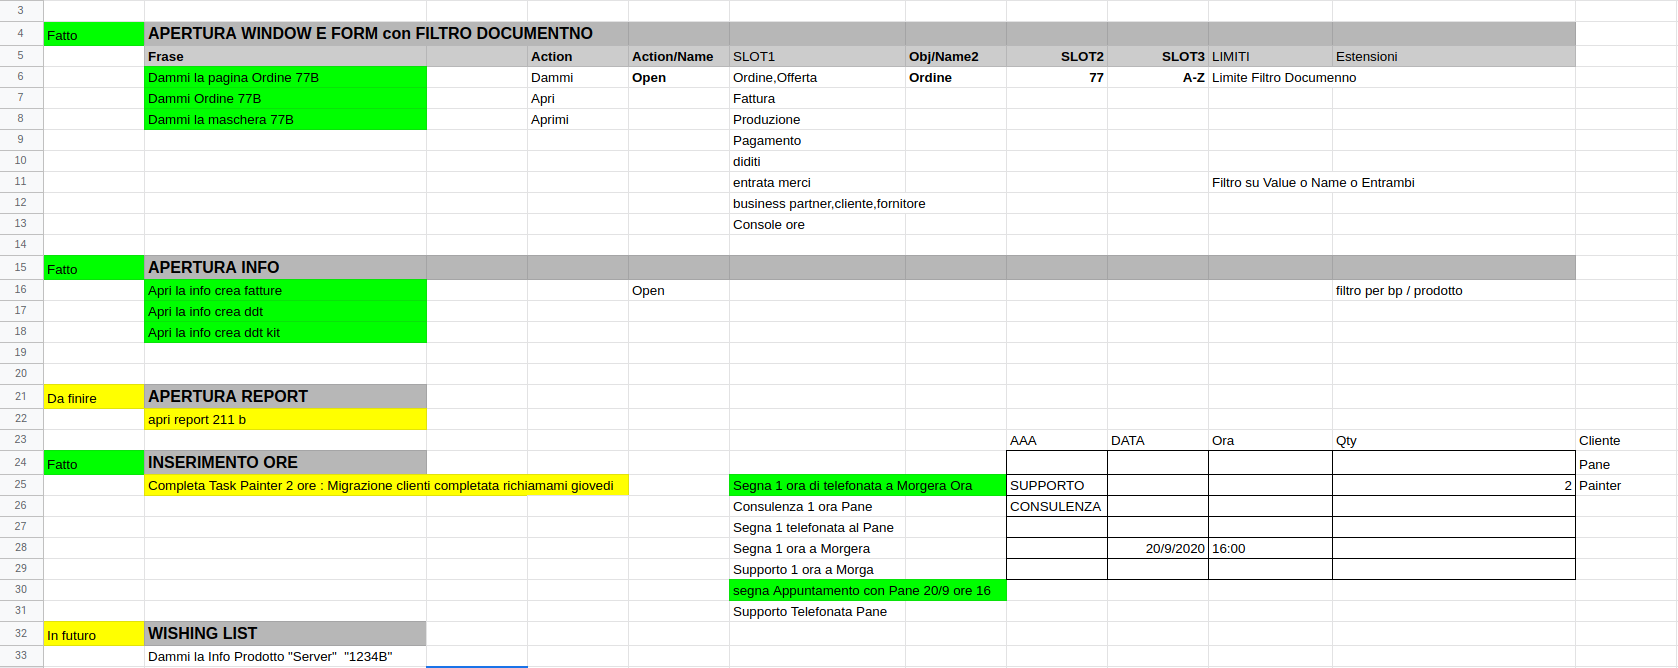 3
4 Fatto APERTURA WINDOW E FORM con FILTRO DOCUMENTNO
5 Frase Action Action/Name SLOT1 Obj/Name2 SLOT2 SLOT3 LIMITI Estensioni
6 Dammi la pagina Ordine 77B Dammi Open Ordine,Offerta Ordine 77 A-Z Limite Filtro Documenno
7 Dammi Ordine 77B Apri Fattura
8 Dammi la maschera 77B Aprimi Produzione
9 Pagamento
10 diditi
11 entrata merci Filtro su Value o Name o Entrambi
12 business partner,cliente,fornitore
13 Console ore
14
15 Fatto APERTURA INFO
16 Apri la info crea fatture Open filtro per bp / prodotto
17 Apri la info crea ddt
18 Apri la info crea ddt kit
19
20
21 Da finire APERTURA REPORT
22 apri report 211 b
23 AAA DATA Ora Qty Cliente
24 Fatto INSERIMENTO ORE Pane
25 Completa Task Painter 2 ore : Migrazione clienti completata richiamami giovedi Segna 1 ora di telefonata a Morgera Ora SUPPORTO 2 Painter
26 Consulenza 1 ora Pane CONSULENZA
27 Segna 1 telefonata al Pane
28 Segna 1 ora a Morgera 20/9/2020 16:00
29 Supporto 1 ora a Morga
30 segna Appuntamento con Pane 20/9 ore 16
31 Supporto Telefonata Pane
32 In futuro WISHING LIST
33 Dammi la Info Prodotto "Server" "1234B"